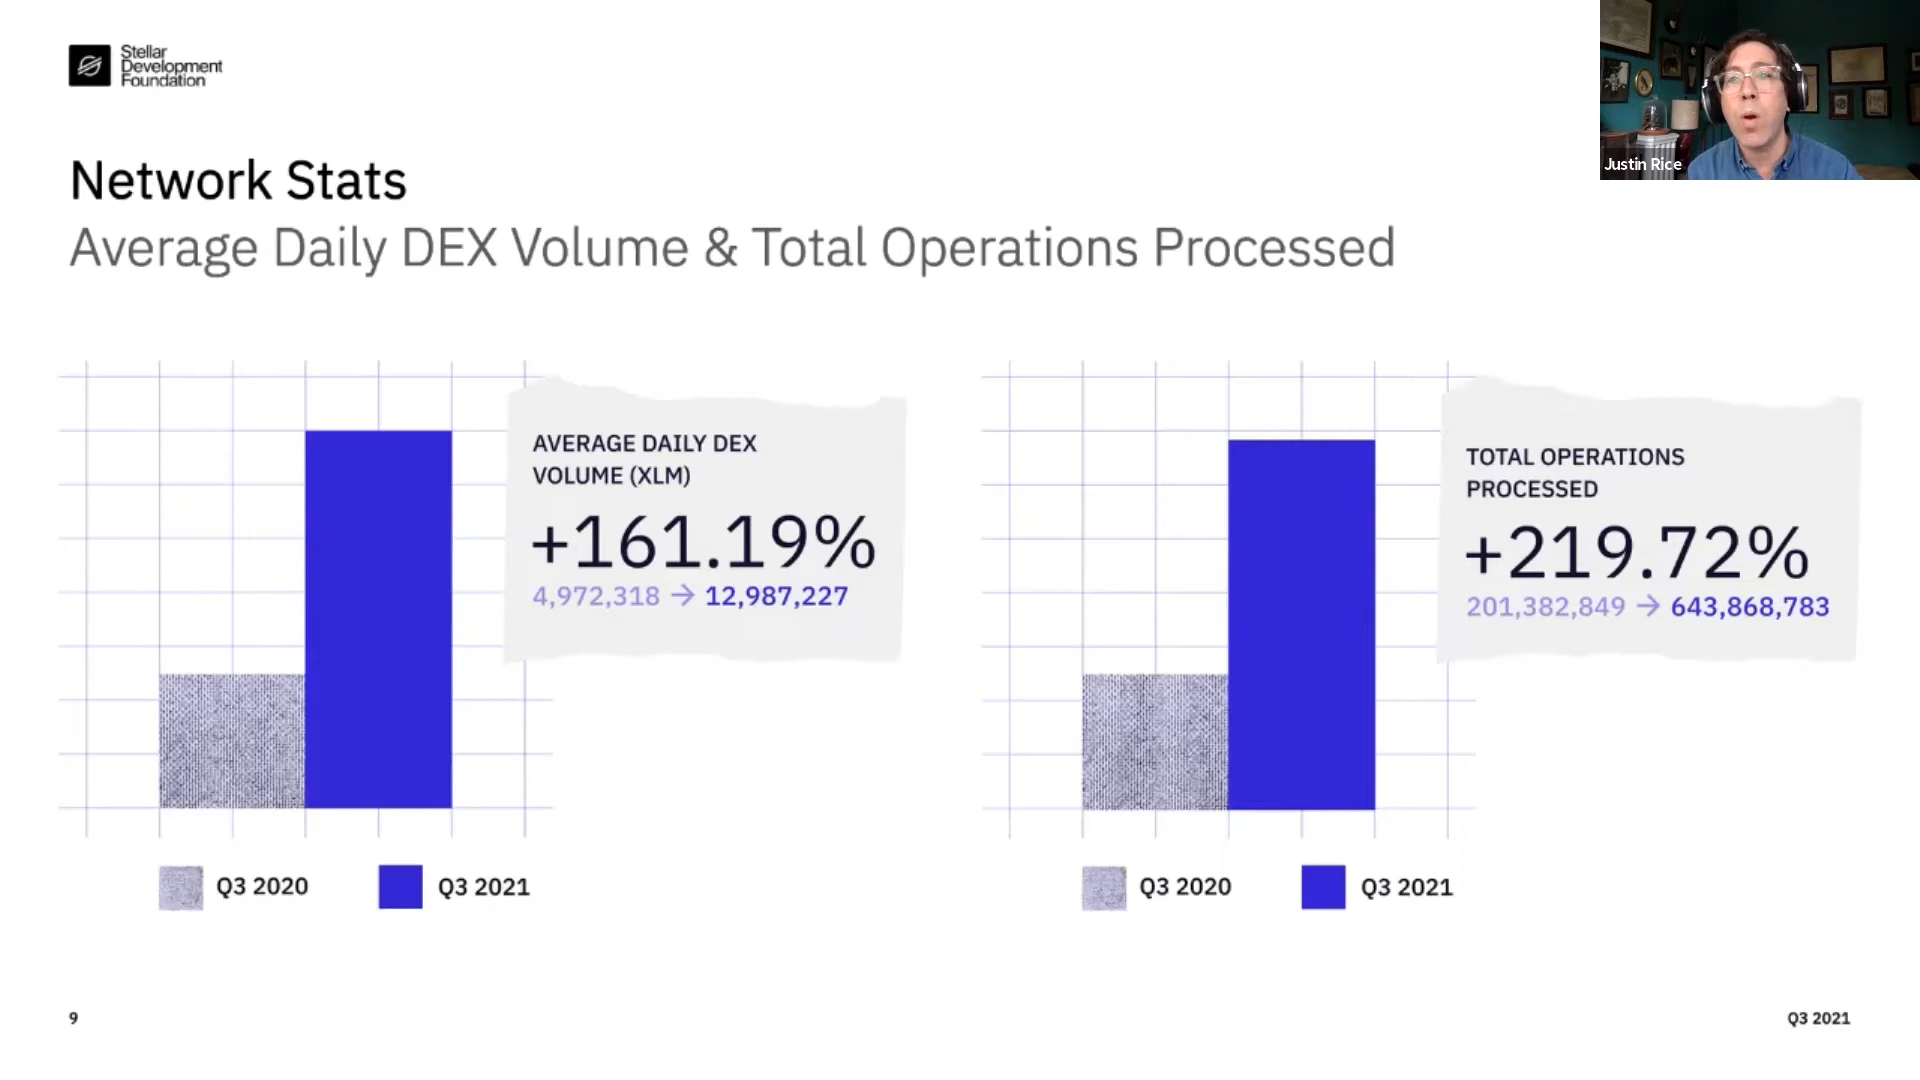 Stellar
Development
Foundation
Justin Rice
Network Stats
Average Daily DEX Volume & Total Operations Processed
AVERAGE DAILY DEX
VOLUME (XLM)
+161.19%
4,972,318 → 12,987,227
Q3 2020
Q3 2021
TOTAL OPERATIONS
PROCESSED
+219.72%
201,382,849 → 643,868,783
Q3 2020
Q3 2021
9
Q3 2021